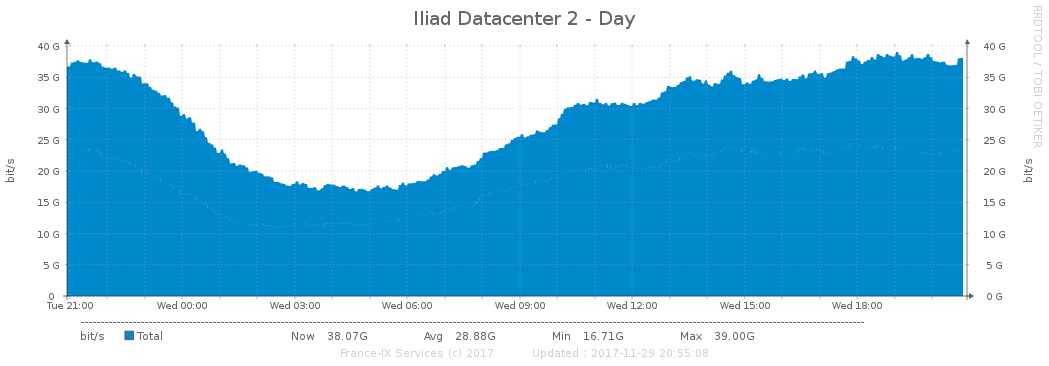 Iliad Datacenter 2 - Day
RRDTOOL / TOBI OETIKER
40 G 40 G
35 G 35 G
30 G 30 G
25 G 25 G
20 G 20 G
15 G 15 G
10 G 10 G
5 G 5 G
0 0 G
bit/s bit/s
Tue 21:00 Wed 00:00 Wed 03:00 Wed 06:00 Wed 09:00 Wed 12:00 Wed 15:00 Wed 18:00
bit/s Total Now 38.07G Avg 28.88G Min 16.71G Max 39.00G
France-IX Services (c) 2017 Updated : 2017-11-29 20:55:08